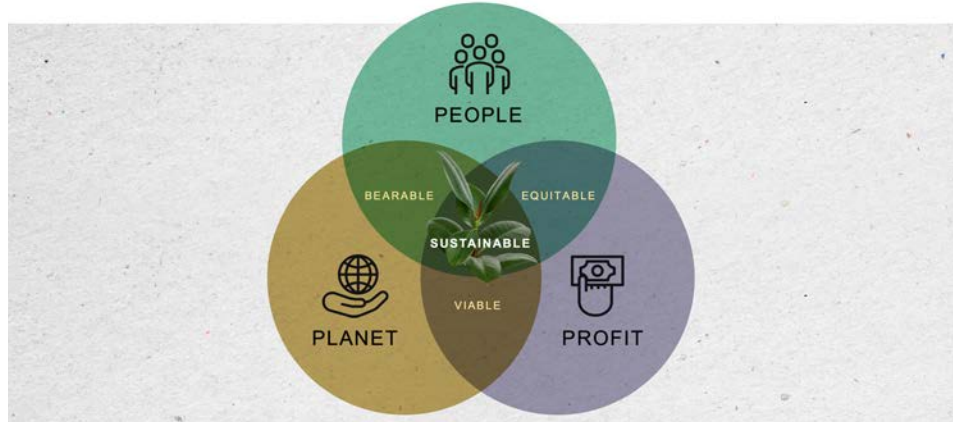 PEOPLE
BEARABLE
EQUITABLE
SUSTAINABLE
VIABLE
PLANET
PROFIT